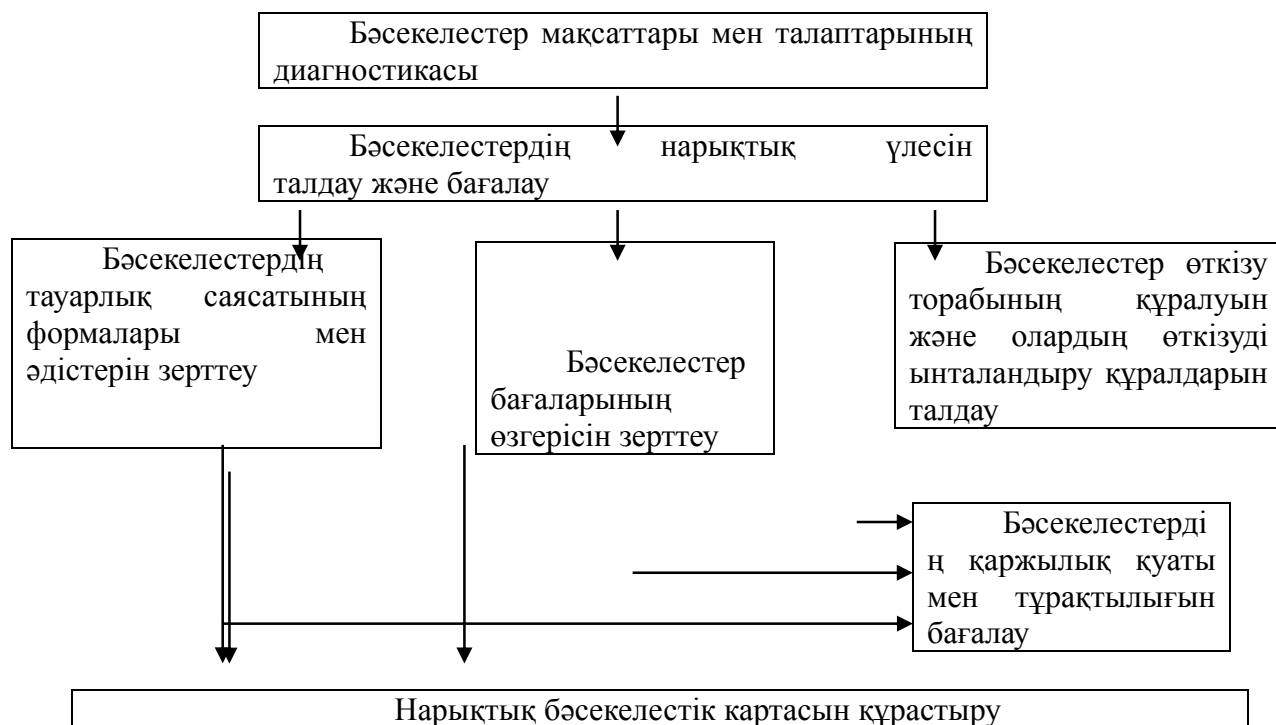 Бәсекелестер мақсаттары мен талаптарының
диагностикасы
Бәсекелестердің нарықтық үлесін
талдау және бағалау
Бәсекелестердің
тауарлық саясатының
формалары мен
әдістерін зерттеу
Бәсекелестер
бағаларының
өзгерісін зерттеу
Бәсекелестер өткізу
торабының құралуын
және олардың өткізуді
ынталандыру құралдарын
талдау
Бәсекелестерді
ң қаржылық қуаты
мен тұрақтылығын
бағалау
Нарықтық бәсекелестік картасын құрастыру